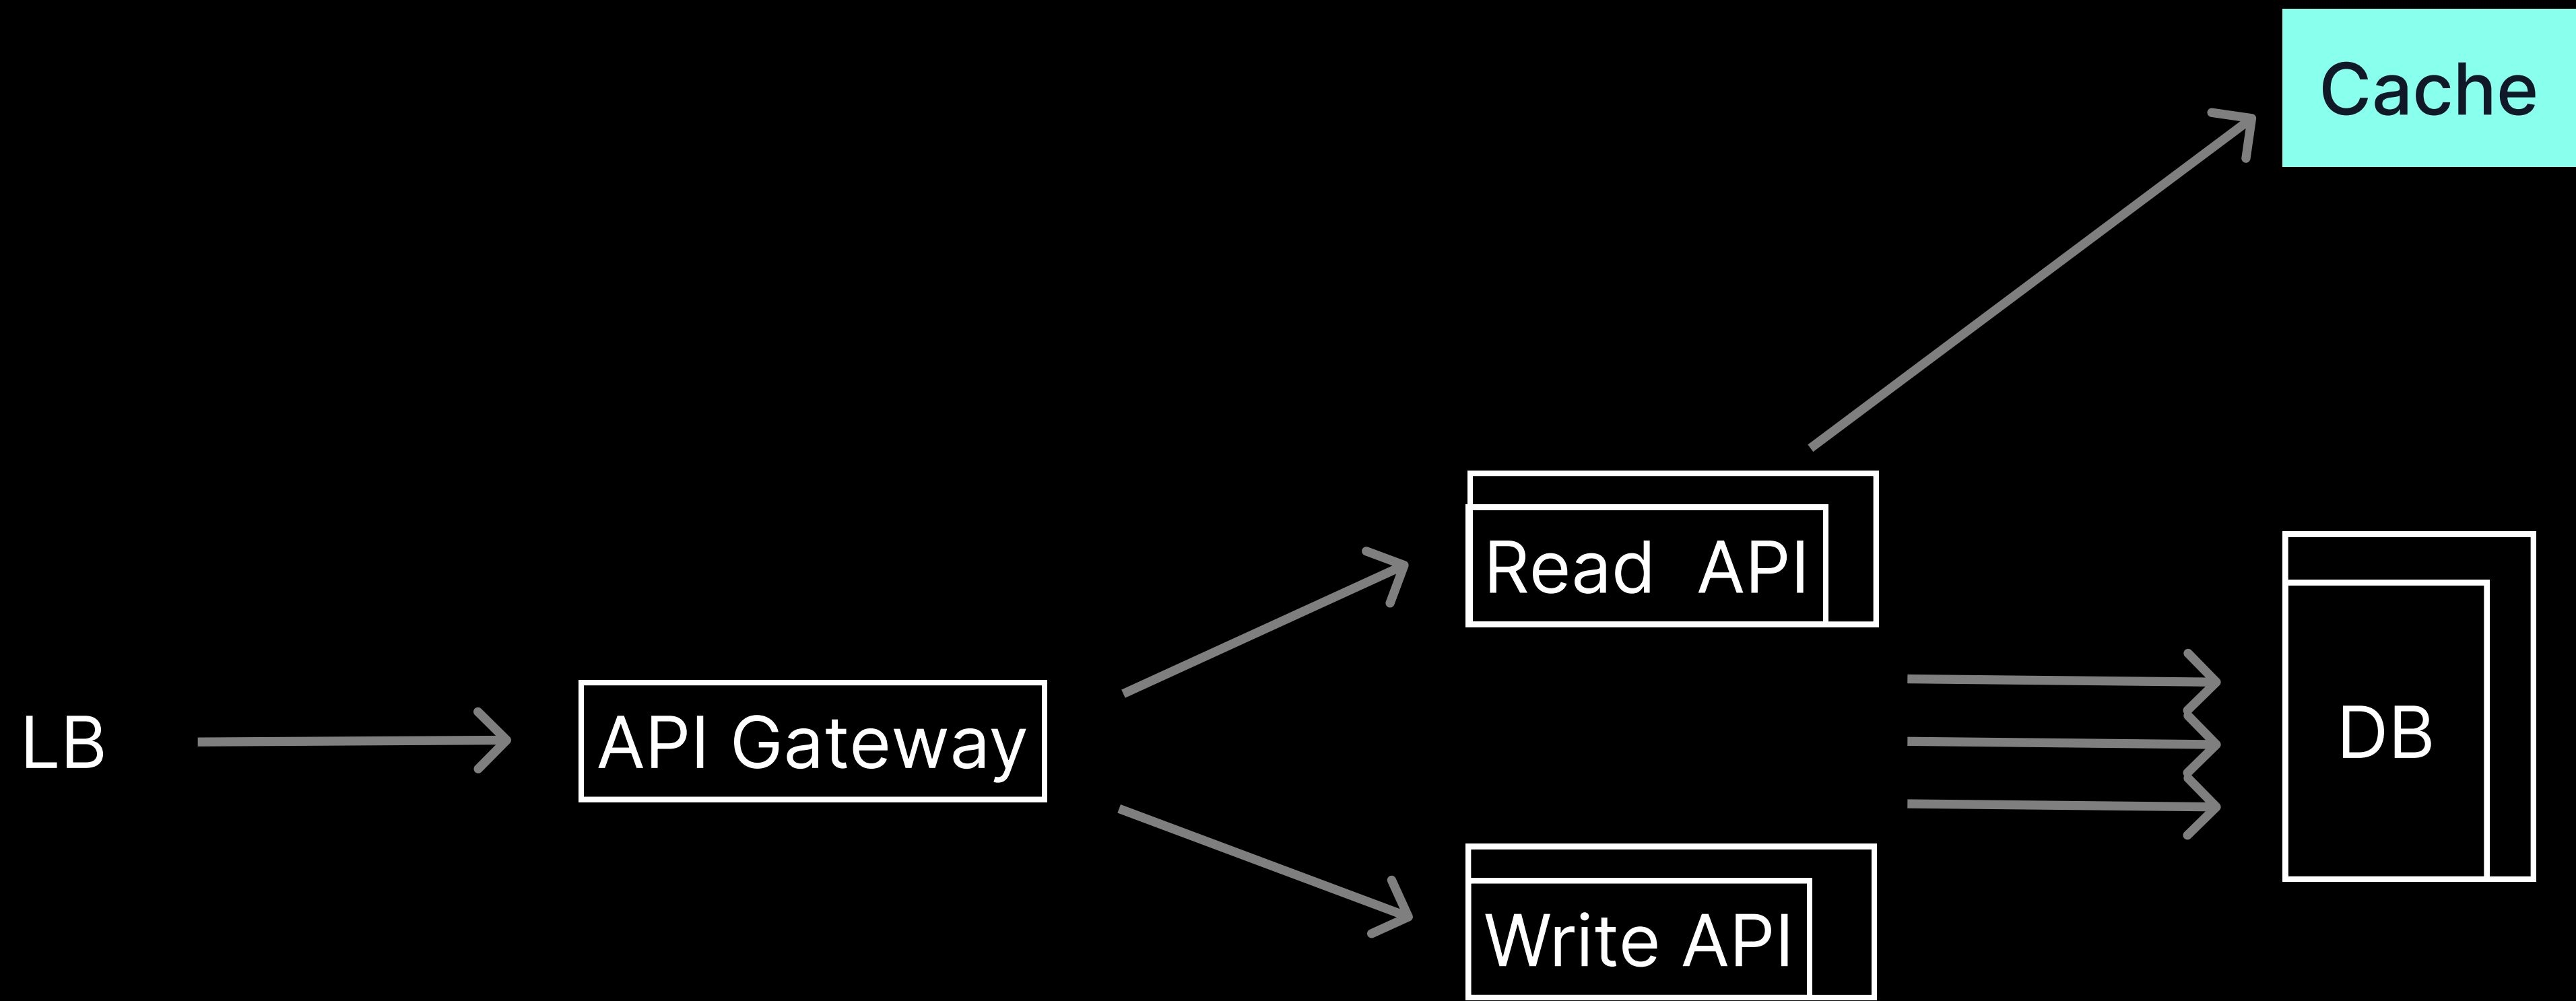 Cache
Read API
LB
API Gateway
DB
Write API